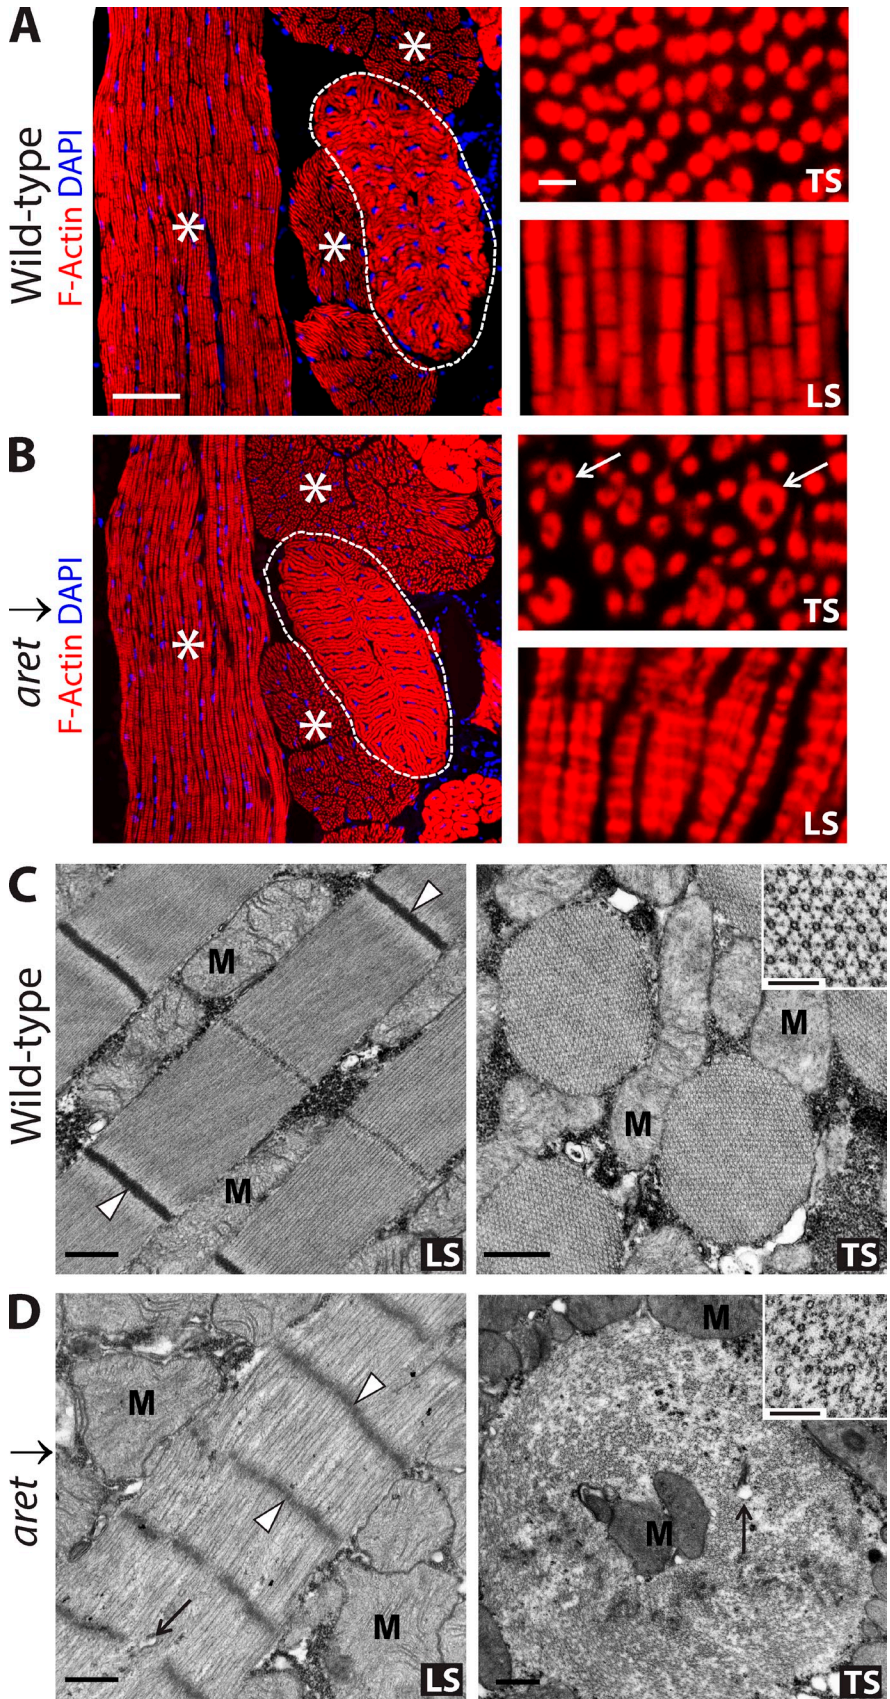 A
Wild-type
F-Actin DAPI
*
*
*
TS
LS
B
aret ↓
F-Actin DAPI
*
*
*
TS
LS
C
Wild-type
M
M
LS
M
M
TS
D
aret ↓
M
M
LS
M
M
TS